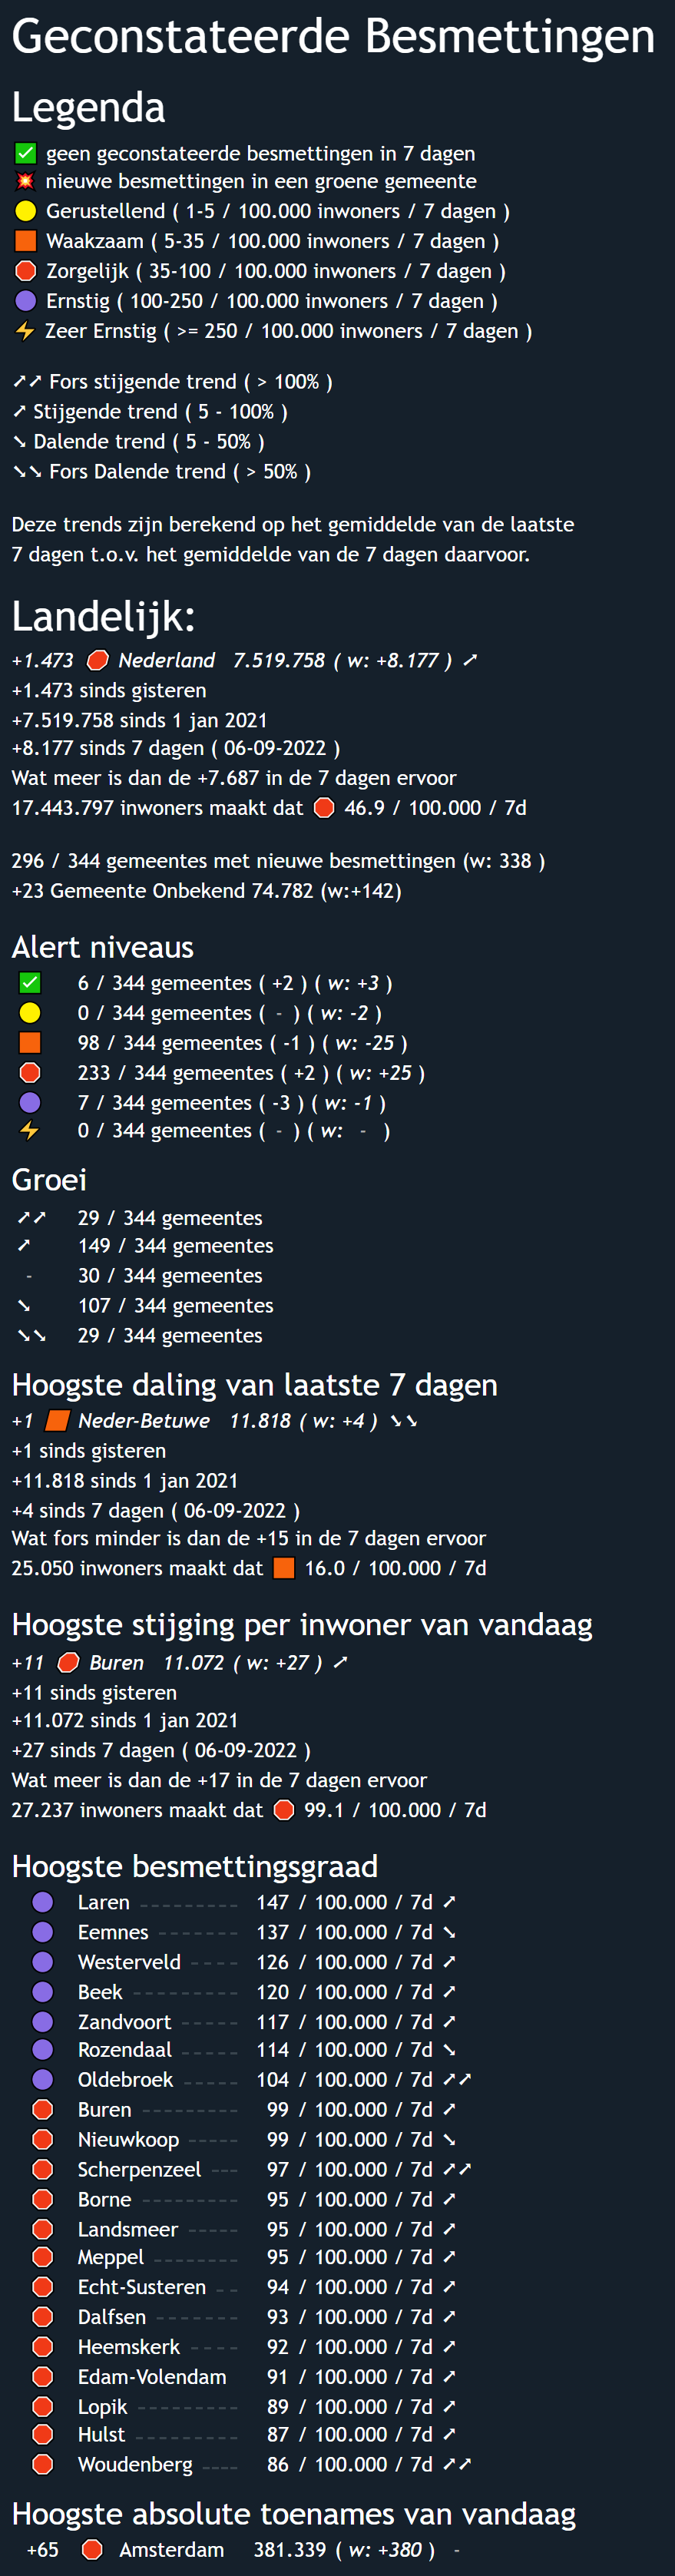 Geconstateerde Besmettingen
Legenda
✅ geen geconstateerde besmettingen in 7 dagen
💥 nieuwe besmettingen in een groene gemeente
🟡 Gerustellend ( 1-5 / 100.000 inwoners / 7 dagen )
🟧 Waakzaam ( 5-35 / 100.000 inwoners / 7 dagen )
🛑 Zorgelijk ( 35-100 / 100.000 inwoners / 7 dagen )
🟣 Ernstig ( 100-250 / 100.000 inwoners / 7 dagen )
⚡ Zeer Ernstig ( >= 250 / 100.000 inwoners / 7 dagen )
➚➚ Fors stijgende trend ( > 100% )
➚ Stijgende trend ( 5 - 100% )
➘ Dalende trend ( 5 - 50% )
➘➘ Fors Dalende trend ( > 50% )
Deze trends zijn berekend op het gemiddelde van de laatste
7 dagen t.o.v. het gemiddelde van de 7 dagen daarvoor.
Landelijk:
+1.473 🛑 Nederland 7.519.758 ( w: +8.177 ) ➚
+1.473 sinds gisteren
+7.519.758 sinds 1 jan 2021
+8.177 sinds 7 dagen ( 06-09-2022 )
Wat meer is dan de +7.687 in de 7 dagen ervoor
17.443.797 inwoners maakt dat 🛑 46.9 / 100.000 / 7d
296 / 344 gemeentes met nieuwe besmettingen (w: 338 )
+23 Gemeente Onbekend 74.782 (w:+142)
Alert niveaus
✅ 6 / 344 gemeentes ( +2 ) ( w: +3 )
🟡 0 / 344 gemeentes ( - ) ( w: -2 )
🟧 98 / 344 gemeentes ( -1 ) ( w: -25 )
🛑 233 / 344 gemeentes ( +2 ) ( w: +25 )
🟣 7 / 344 gemeentes ( -3 ) ( w: -1 )
⚡ 0 / 344 gemeentes ( - ) ( w: - )
Groei
➚➚ 29 / 344 gemeentes
➚ 149 / 344 gemeentes
- 30 / 344 gemeentes
➘ 107 / 344 gemeentes
➘➘ 29 / 344 gemeentes
Hoogste daling van laatste 7 dagen
+1 🟧 Neder-Betuwe 11.818 ( w: +4 ) ➘➘
+1 sinds gisteren
+11.818 sinds 1 jan 2021
+4 sinds 7 dagen ( 06-09-2022 )
Wat fors minder is dan de +15 in de 7 dagen ervoor
25.050 inwoners maakt dat 🟧 16.0 / 100.000 / 7d
Hoogste stijging per inwoner van vandaag
+11 🛑 Buren 11.072 ( w: +27 ) ➚
+11 sinds gisteren
+11.072 sinds 1 jan 2021
+27 sinds 7 dagen ( 06-09-2022 )
Wat meer is dan de +17 in de 7 dagen ervoor
27.237 inwoners maakt dat 🛑 99.1 / 100.000 / 7d
Hoogste besmettingsgraad
🟣 Laren --------- 147 / 100.000 / 7d ➚
🟣 Eemnes ------- 137 / 100.000 / 7d ➘
🟣 Westerveld ---- 126 / 100.000 / 7d ➚
🟣 Beek --------- 120 / 100.000 / 7d ➚
🟣 Zandvoort ----- 117 / 100.000 / 7d ➚
🟣 Rozendaal ----- 114 / 100.000 / 7d ➘
🟣 Oldebroek ----- 104 / 100.000 / 7d ➚➚
🛑 Buren --------- 99 / 100.000 / 7d ➚
🛑 Nieuwkoop ----- 99 / 100.000 / 7d ➘
🛑 Scherpenzeel --- 97 / 100.000 / 7d ➚➚
🛑 Borne --------- 95 / 100.000 / 7d ➚
🛑 Landsmeer ----- 95 / 100.000 / 7d ➚
🛑 Meppel -------- 95 / 100.000 / 7d ➚
🛑 Echt-Susteren -- 94 / 100.000 / 7d ➚
🛑 Dalfsen ------- 93 / 100.000 / 7d ➚
🛑 Heemskerk ---- 92 / 100.000 / 7d ➚
🛑 Edam-Volendam 91 / 100.000 / 7d ➚
🛑 Lopik --------- 89 / 100.000 / 7d ➚
🛑 Hulst --------- 87 / 100.000 / 7d ➚
🛑 Woudenberg ---- 86 / 100.000 / 7d ➚➚
Hoogste absolute toenames van vandaag
+65 🛑 Amsterdam 381.339 ( w: +380 ) -